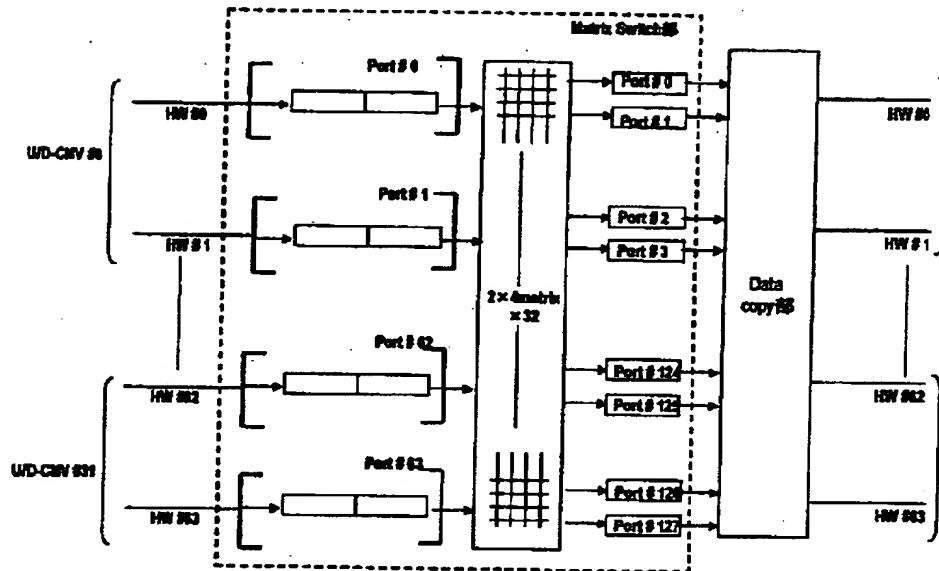 Matrix Switch部
Port # 0
Port # 0
HW #0
HW #0
Port # 1
U/D-CNV #0
Port # 1
Port # 2
HW # 1
Port # 3
HW # 1
Data
copy部
2×4matrix
×32
Port # 62
Port # 124
HW #62
Port # 125
HW #62
U/D-CNV #31
Port # 63
Port # 126
HW #63
Port # 127
HW #63